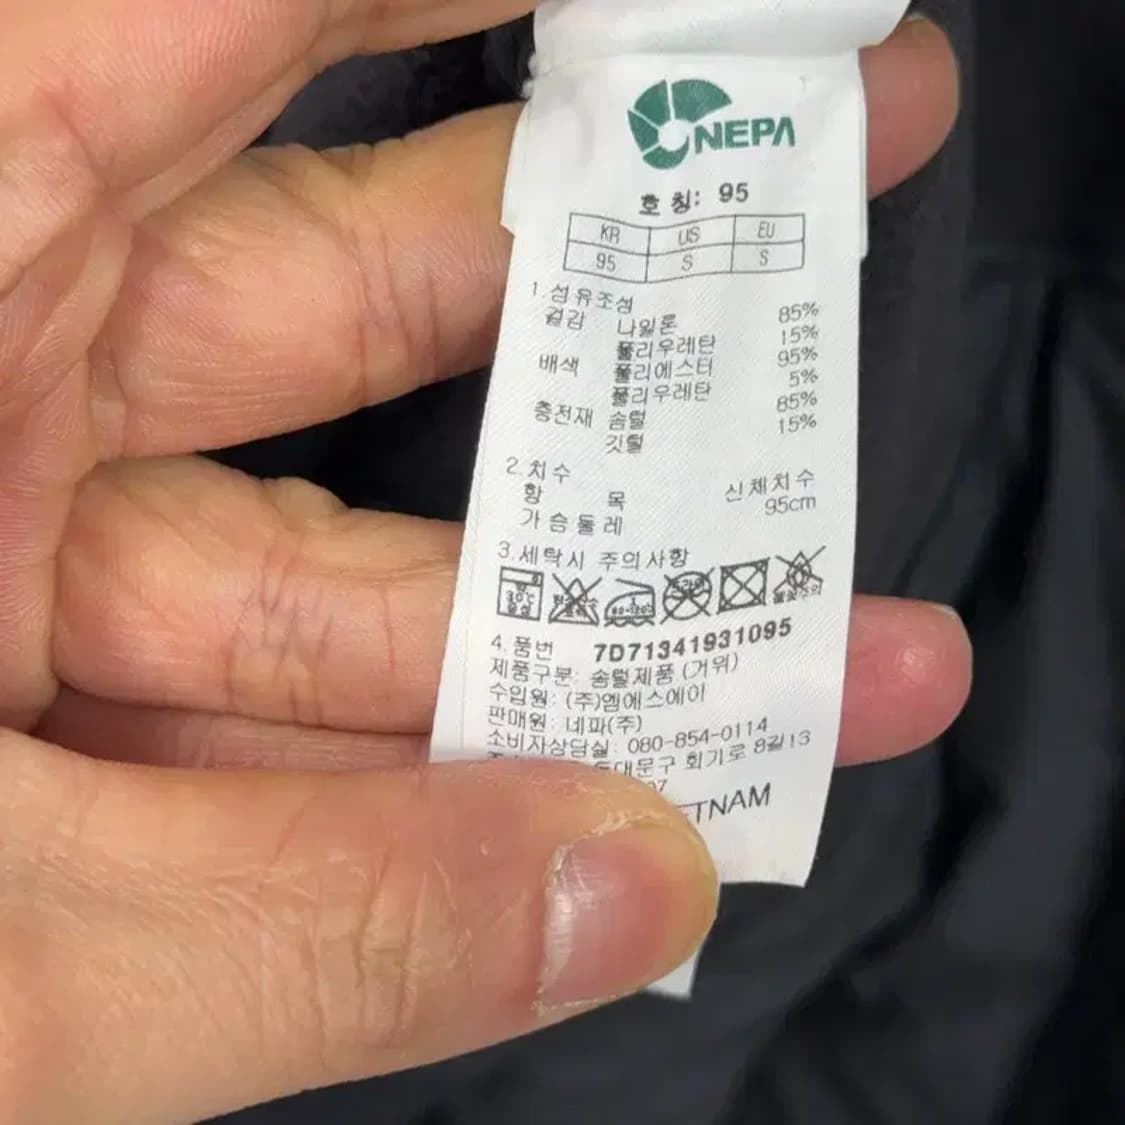 NEPA
호 칭: 95
KR US EU
95 S S
1.섬유조성
겉감 나일론 85%
폴리우레탄 15%
배색 폴리에스터 95%
폴리우레탄 5%
충전재 솜털 85%
깃털 15%
2.치수
항 목 신체치수
가슴둘레 95cm
3.세탁시 주의사항
30℃
80-120℃
4.품번 7D71341931095
제품구분: 솜털제품 (거위)
수입원: (주)엠에스에이
판매원: 네파(주)
소비자상담실: 080-854-0114
대문구 회기로 8길 13